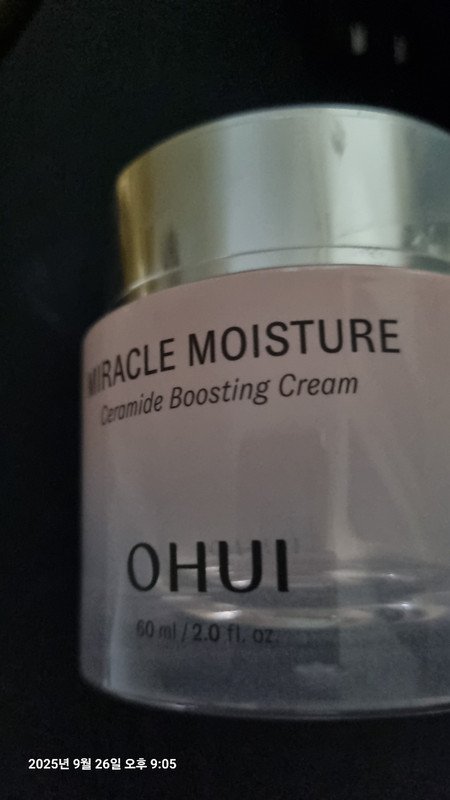 MIRACLE MOISTURE
Ceramide Boosting Cream
OHUI
60 ml / 2.0 fl. oz.
2025년 9월 26일 오후 9:05